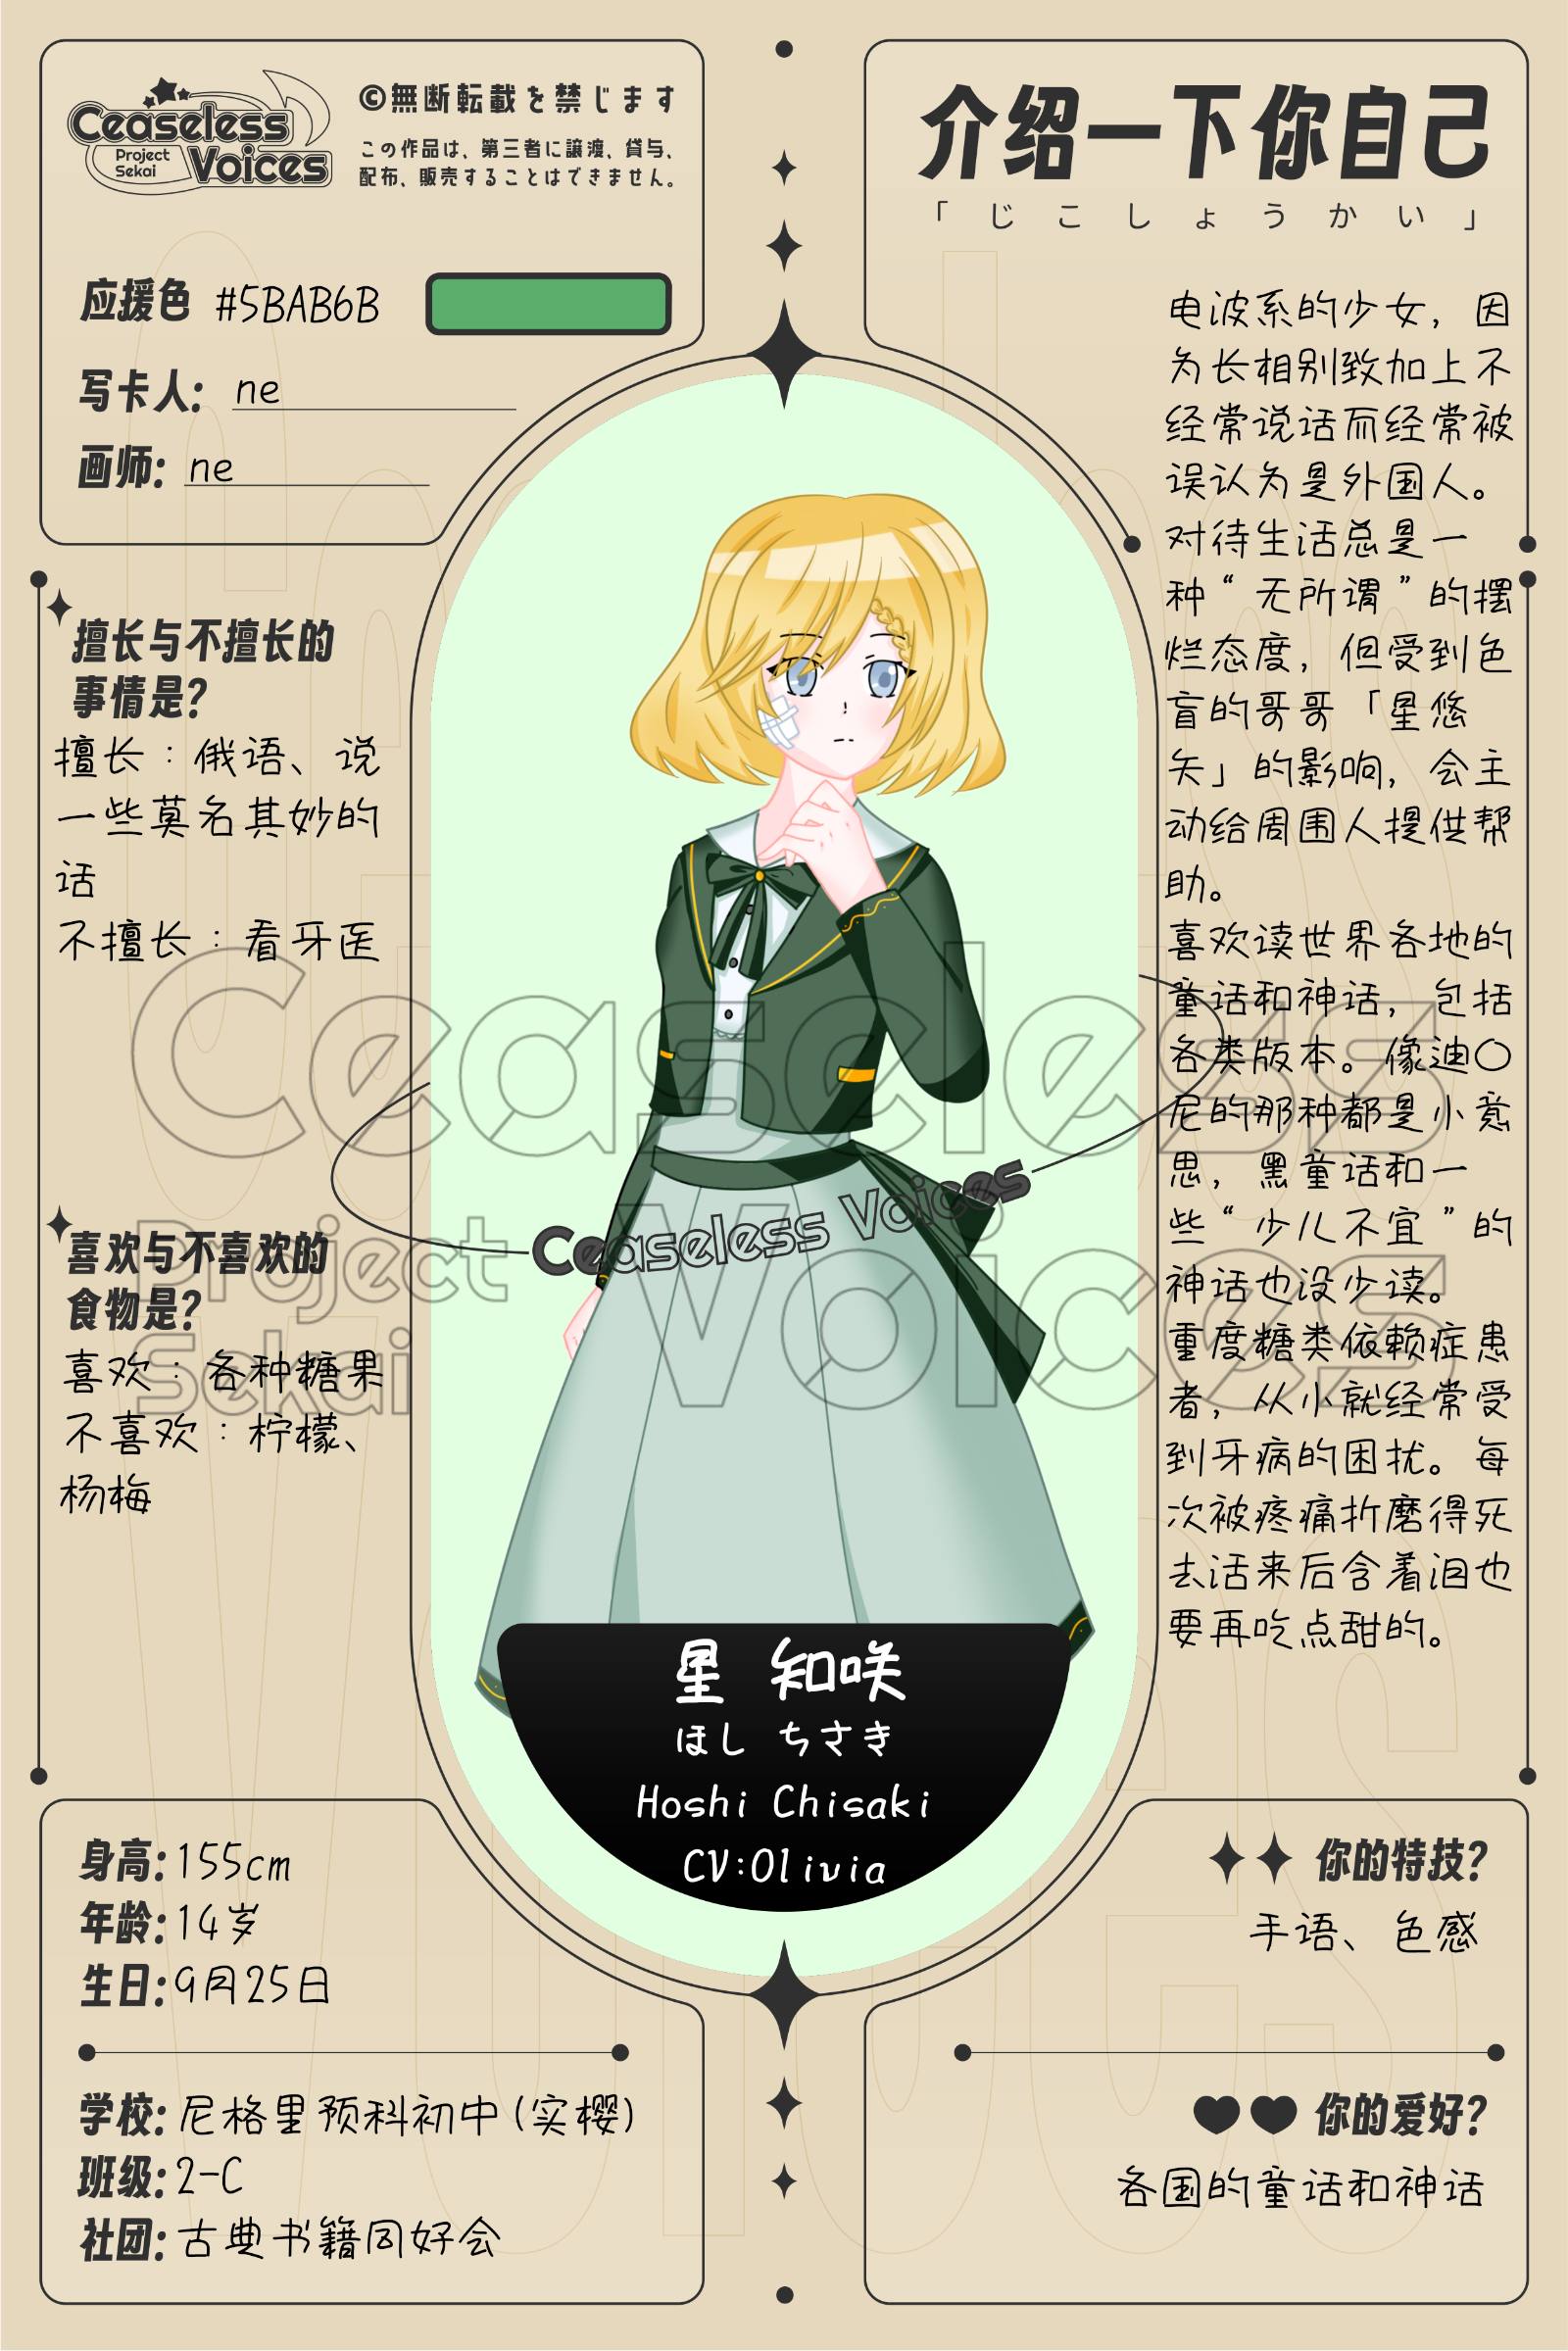 Ceaseless
Project
Sekai
Voices
©無断転載を禁じます
この作品は、第三者に譲渡、貸与、
配布、販売することはできません。
应援色 #5BAB6B
写卡人: ne
画师: ne
介绍一下你自己
「じこしょうかい」
电波系的少女，因
为长相别致加上不
经常说话而经常被
误认为是外国人。
对待生活总是一
种“无所谓”的摆
烂态度，但受到色
盲的哥哥「星悠
矢」的影响，会主
动给周围人提供帮
助。
喜欢读世界各地的
童话和神话，包括
各类版本。像迪〇
尼的那种都是小意
思，黑童话和一
些“少儿不宜”的
神话也没少读。
重度糖类依赖症患
者，从小就经常受
到牙病的困扰。每
次被疼痛折磨得死
去活来后含着泪也
要再吃点甜的。
擅长与不擅长的
事情是?
擅长：俄语、说
一些莫名其妙的
话
不擅长：看牙医
喜欢与不喜欢的
食物是?
喜欢：各种糖果
不喜欢：柠檬、
杨梅
Ceaseless
Project
Sekai
Voices
Ceaseless Voices
星 知咲
ほし ちさき
Hoshi Chisaki
CV:Olivia
身高:155cm
年龄:14岁
生日:9月25日
学校:尼格里预科初中(实樱)
班级:2-C
社团:古典书籍同好会
你的特技?
手语、色感
你的爱好?
各国的童话和神话